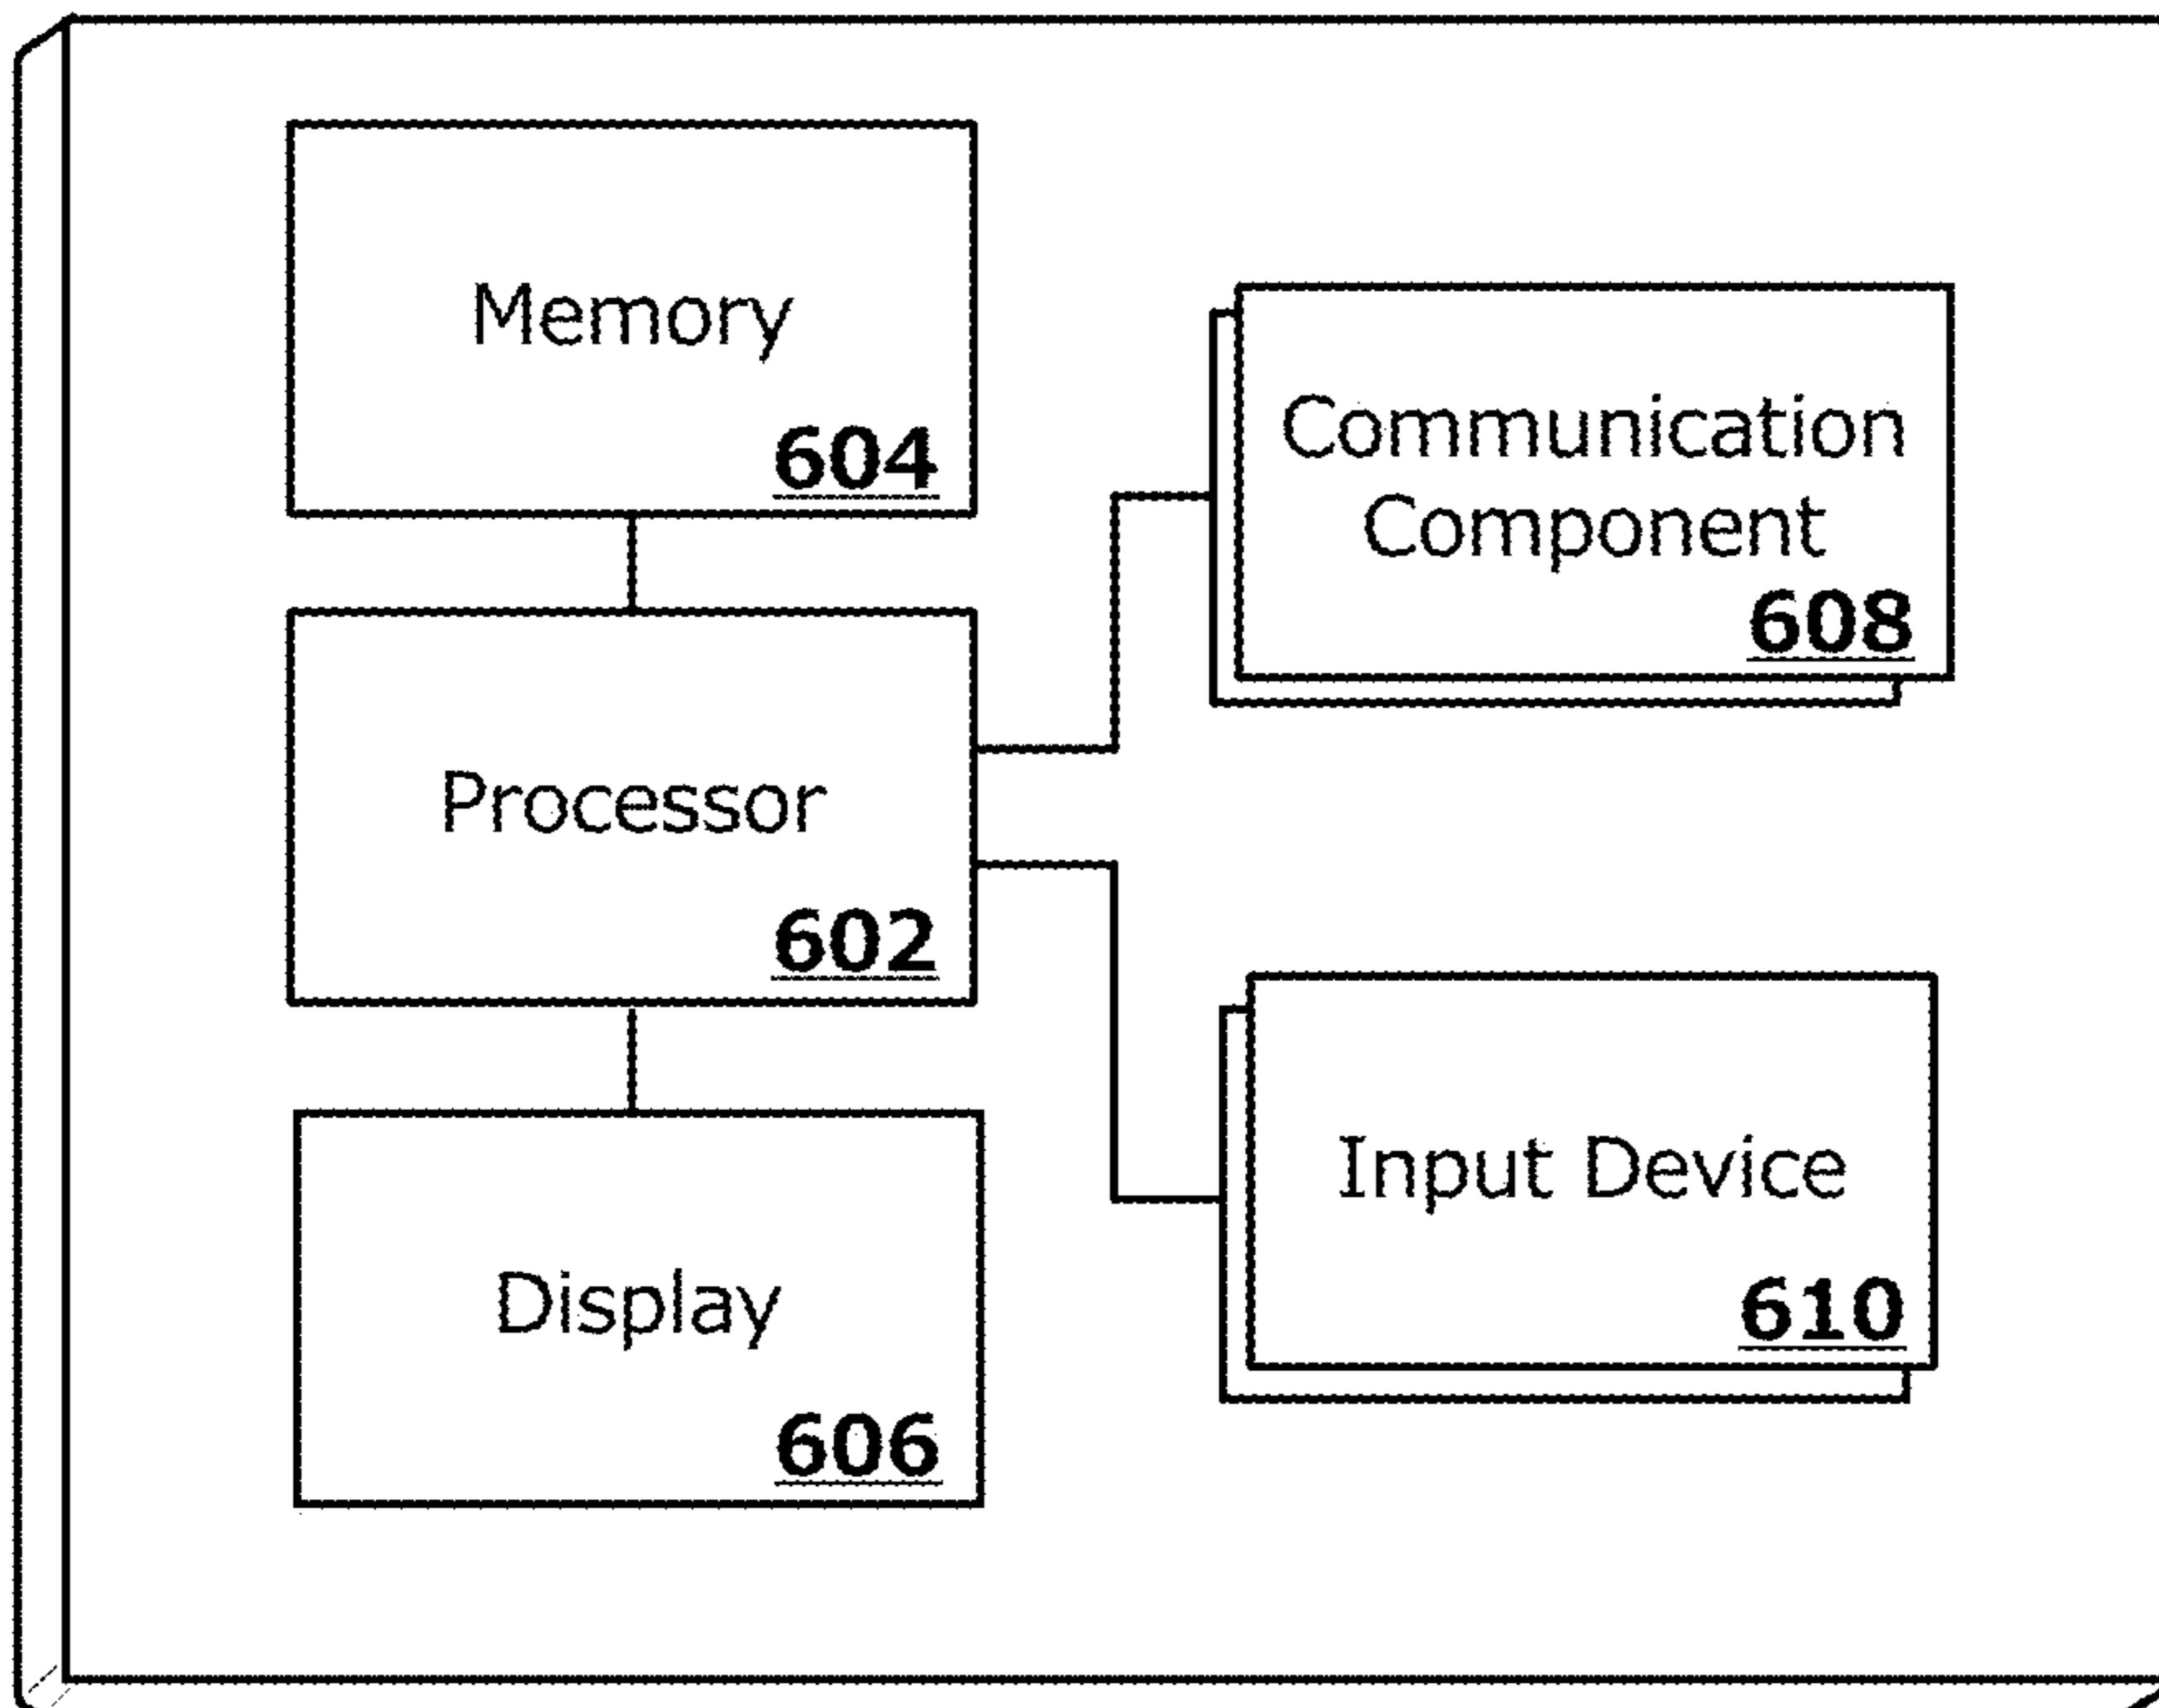 Memory
604
Communication
Component
608
Processor
602
Input Device
610
Display
606